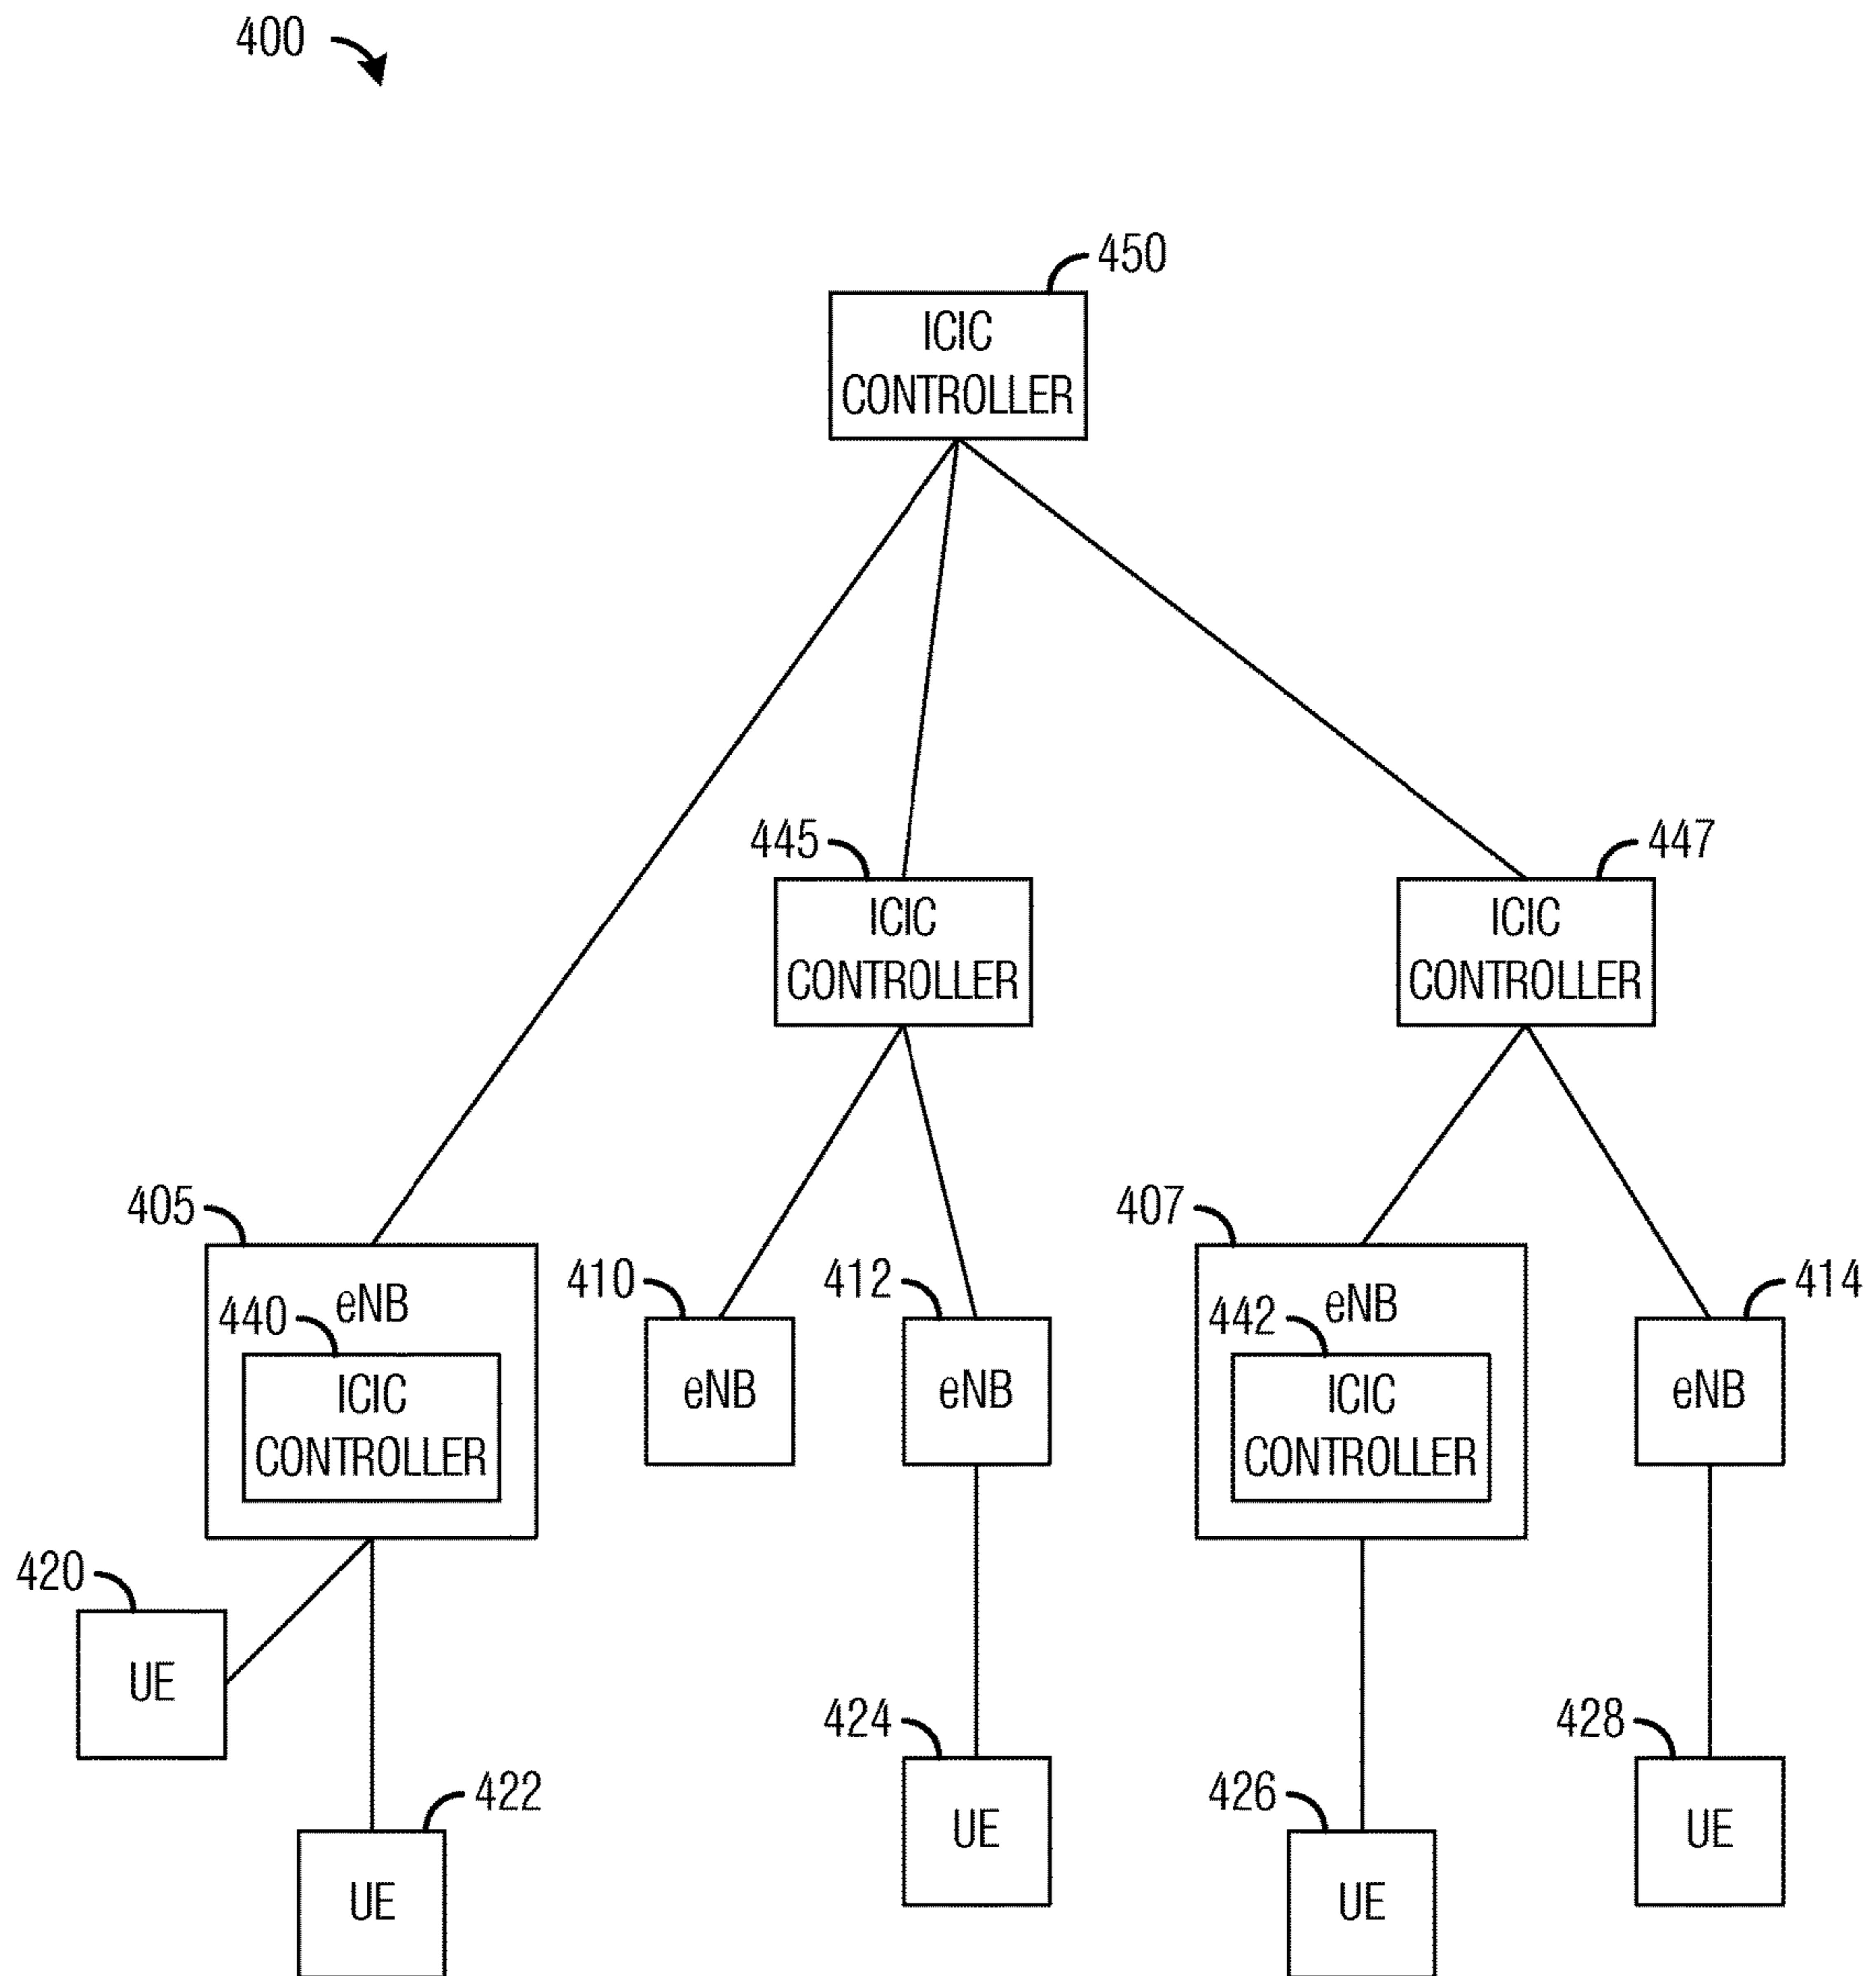 400
450
ICIC
CONTROLLER
445
447
ICIC
CONTROLLER
ICIC
CONTROLLER
405
407
410
412
414
eNB
eNB
440
442
eNB
eNB
eNB
ICIC
CONTROLLER
ICIC
CONTROLLER
420
UE
424
428
422
426
UE
UE
UE
UE